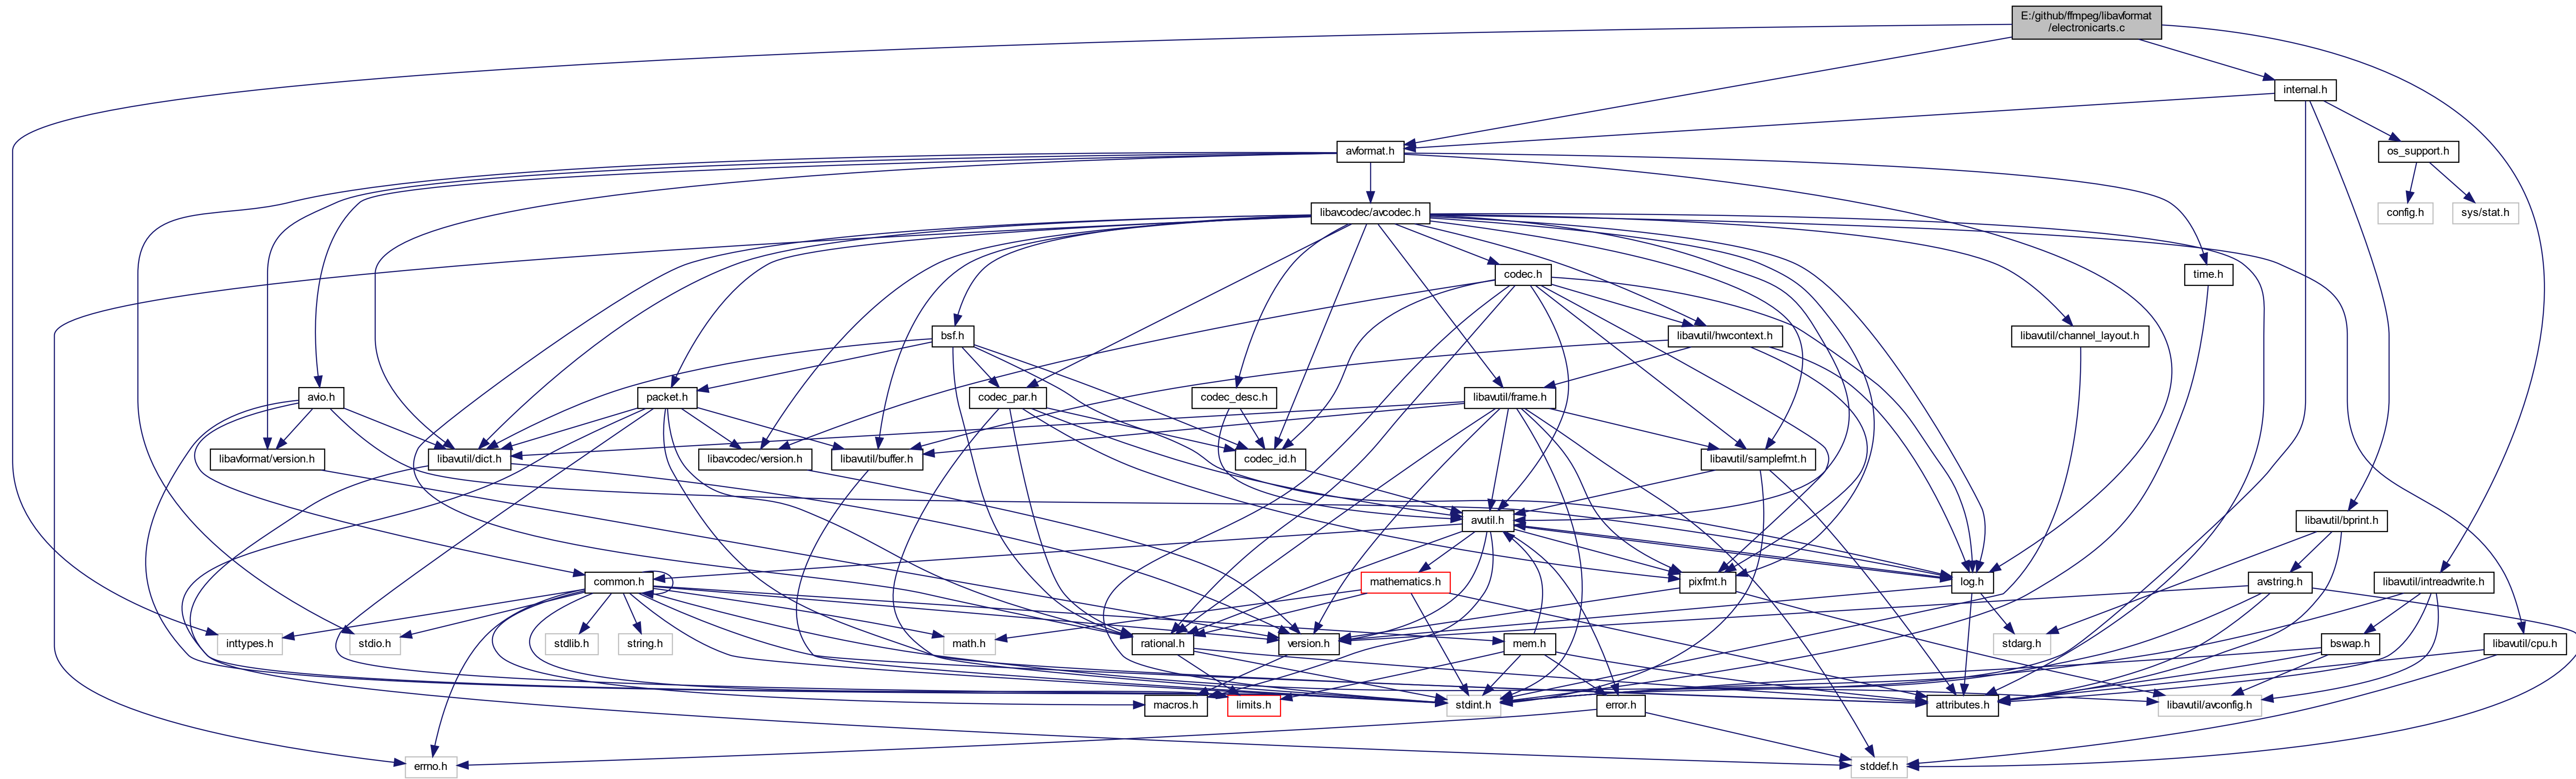 E:/github/ffmpeg/libavformat
/electronicarts.c
internal.h
avformat.h
os_support.h
libavcodec/avcodec.h
config.h
sys/stat.h
codec.h
time.h
bsf.h
libavutil/hwcontext.h
libavutil/channel_layout.h
avio.h
packet.h
codec_par.h
codec_desc.h
libavutil/frame.h
libavformat/version.h
libavutil/dict.h
libavcodec/version.h
libavutil/buffer.h
codec_id.h
libavutil/samplefmt.h
avutil.h
libavutil/bprint.h
common.h
mathematics.h
pixfmt.h
log.h
avstring.h
libavutil/intreadwrite.h
inttypes.h
stdio.h
stdlib.h
string.h
math.h
rational.h
version.h
mem.h
stdarg.h
bswap.h
libavutil/cpu.h
macros.h
limits.h
stdint.h
error.h
attributes.h
libavutil/avconfig.h
errno.h
stddef.h